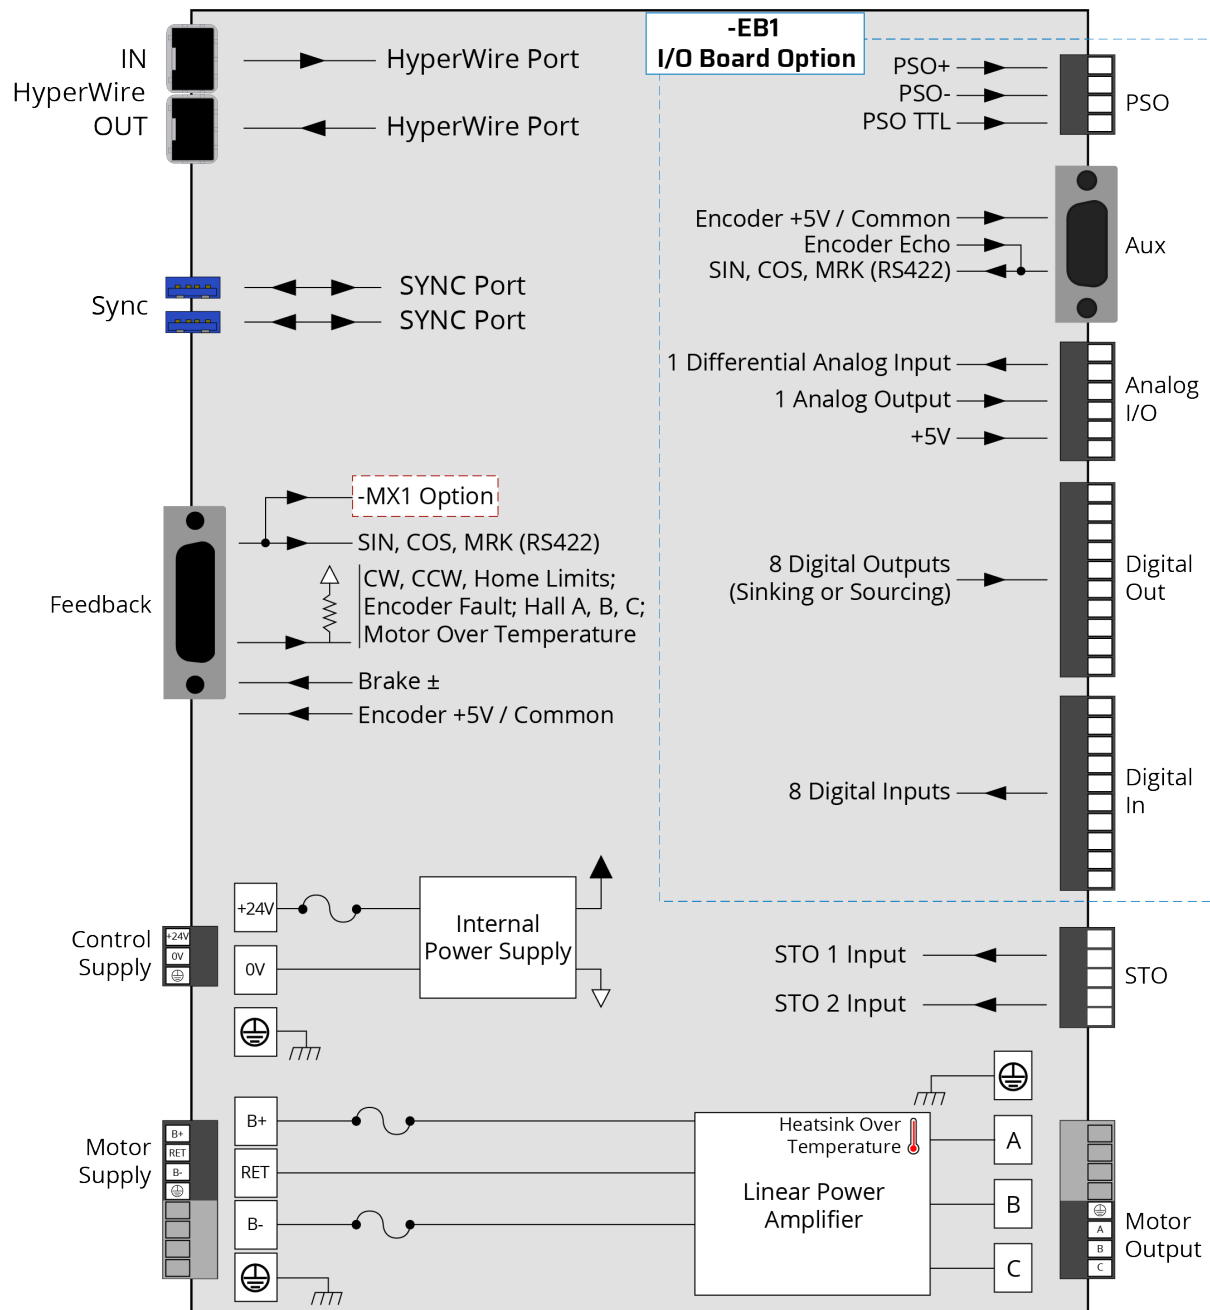 IN
HyperWire
OUT
HyperWire Port
HyperWire Port
Sync
SYNC Port
SYNC Port
Feedback
-MX1 Option
SIN, COS, MRK (RS422)
CW, CCW, Home Limits;
Encoder Fault; Hall A, B, C;
Motor Over Temperature
Brake ±
Encoder +5V / Common
Control
Supply
+24V
0V
+24V
0V
Internal
Power Supply
Motor
Supply
B+
RET
B-
B+
RET
B-
Heatsink Over
Temperature
Linear Power
Amplifier
A
B
C
-EB1
I/O Board Option
PSO+
PSO-
PSO TTL
PSO
Encoder +5V / Common
Encoder Echo
SIN, COS, MRK (RS422)
Aux
1 Differential Analog Input
1 Analog Output
+5V
Analog
I/O
8 Digital Outputs
(Sinking or Sourcing)
Digital
Out
8 Digital Inputs
Digital
In
STO 1 Input
STO 2 Input
STO
A
B
C
Motor
Output